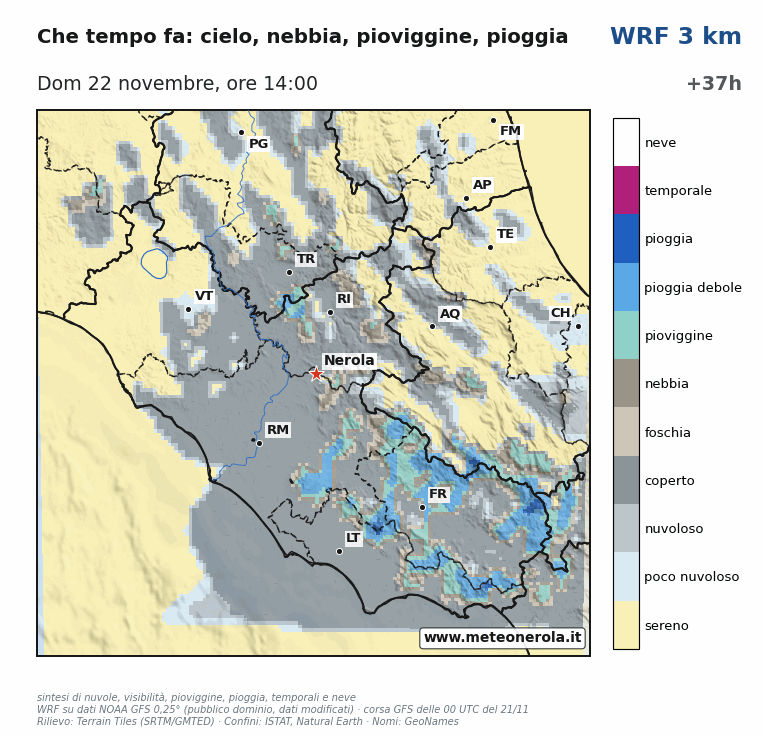 Che tempo fa: cielo, nebbia, pioviggine, pioggia
WRF 3 km
Dom 22 novembre, ore 14:00
+37h
FM
PG
AP
TE
TR
VT
RI
AQ
CH
Nerola
RM
FR
LT
www.meteonerola.it
neve
temporale
pioggia
pioggia debole
pioviggine
nebbia
foschia
coperto
nuvoloso
poco nuvoloso
sereno
sintesi di nuvole, visibilità, pioviggine, pioggia, temporali e neve
WRF su dati NOAA GFS 0,25° (pubblico dominio, dati modificati) · corsa GFS delle 00 UTC del 21/11
Rilievo: Terrain Tiles (SRTM/GMTED) · Confini: ISTAT, Natural Earth · Nomi: GeoNames